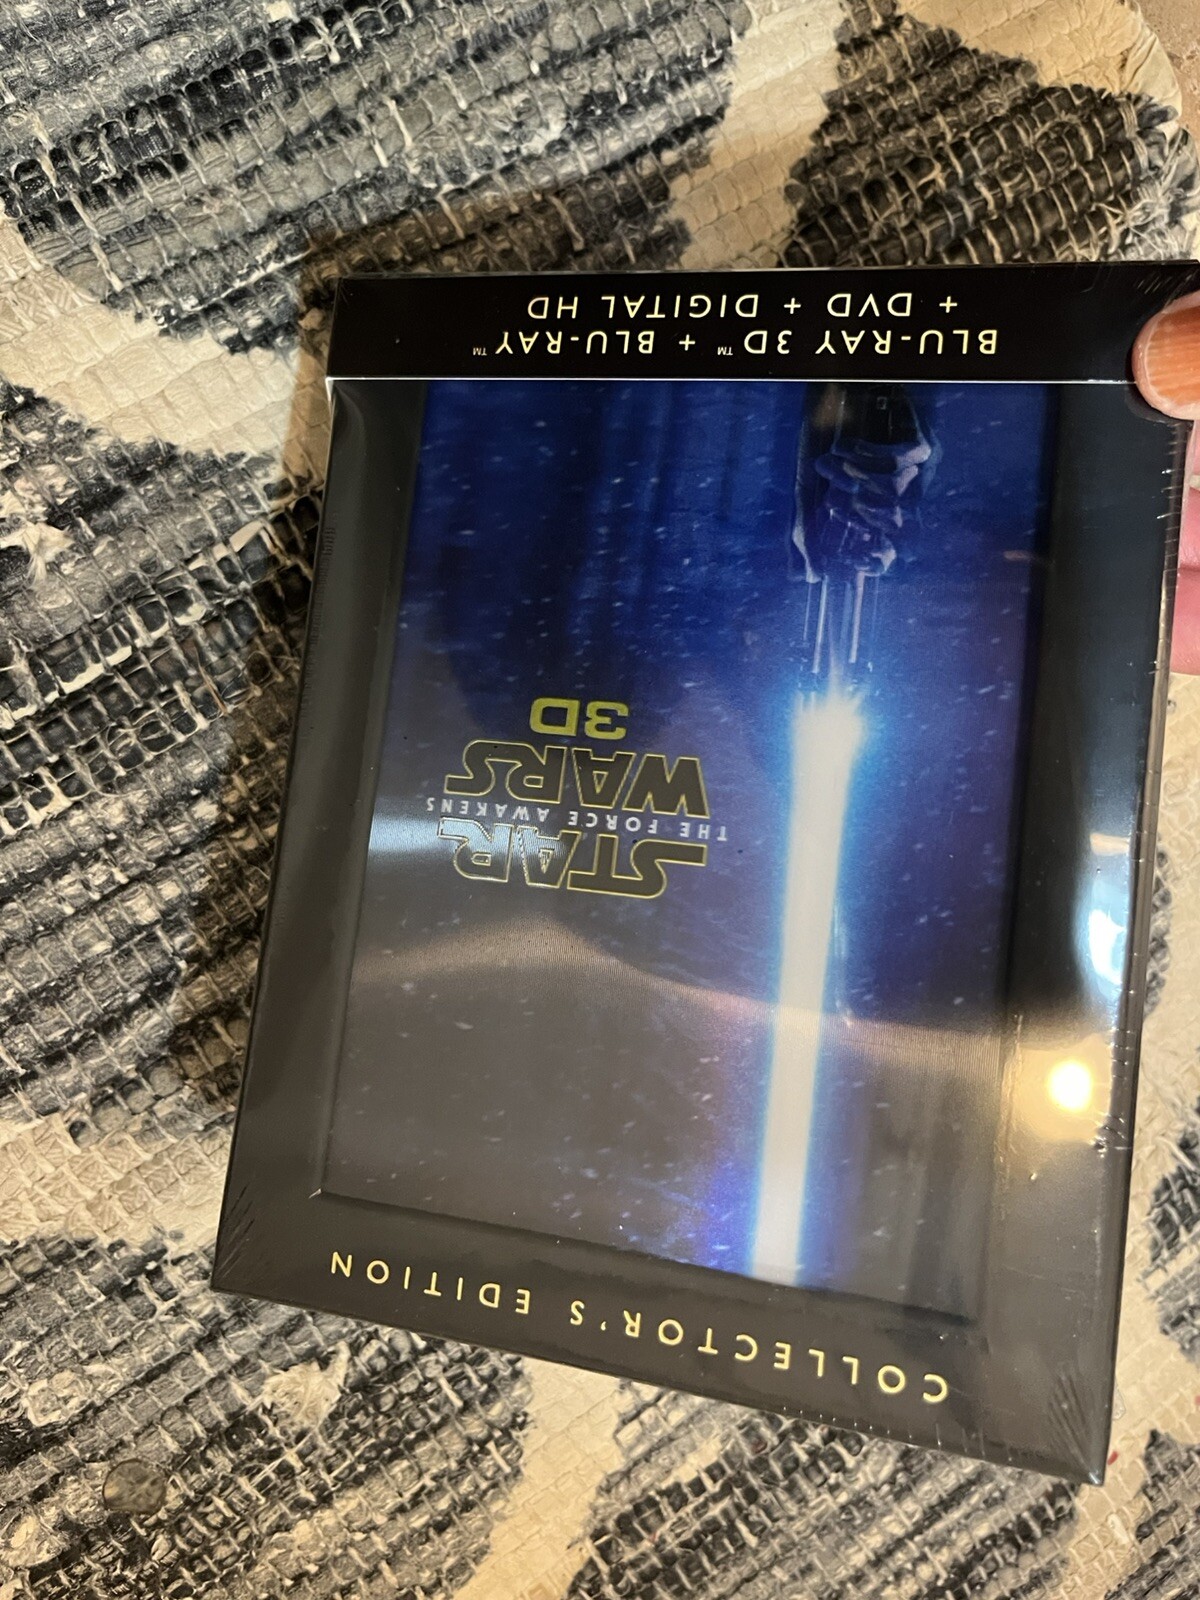 COLLECTOR'S EDITION
STAR
THE FORCE AWAKENS
WARS
3D
BLU-RAY 3D™ + BLU-RAY™
+ DVD + DIGITAL HD